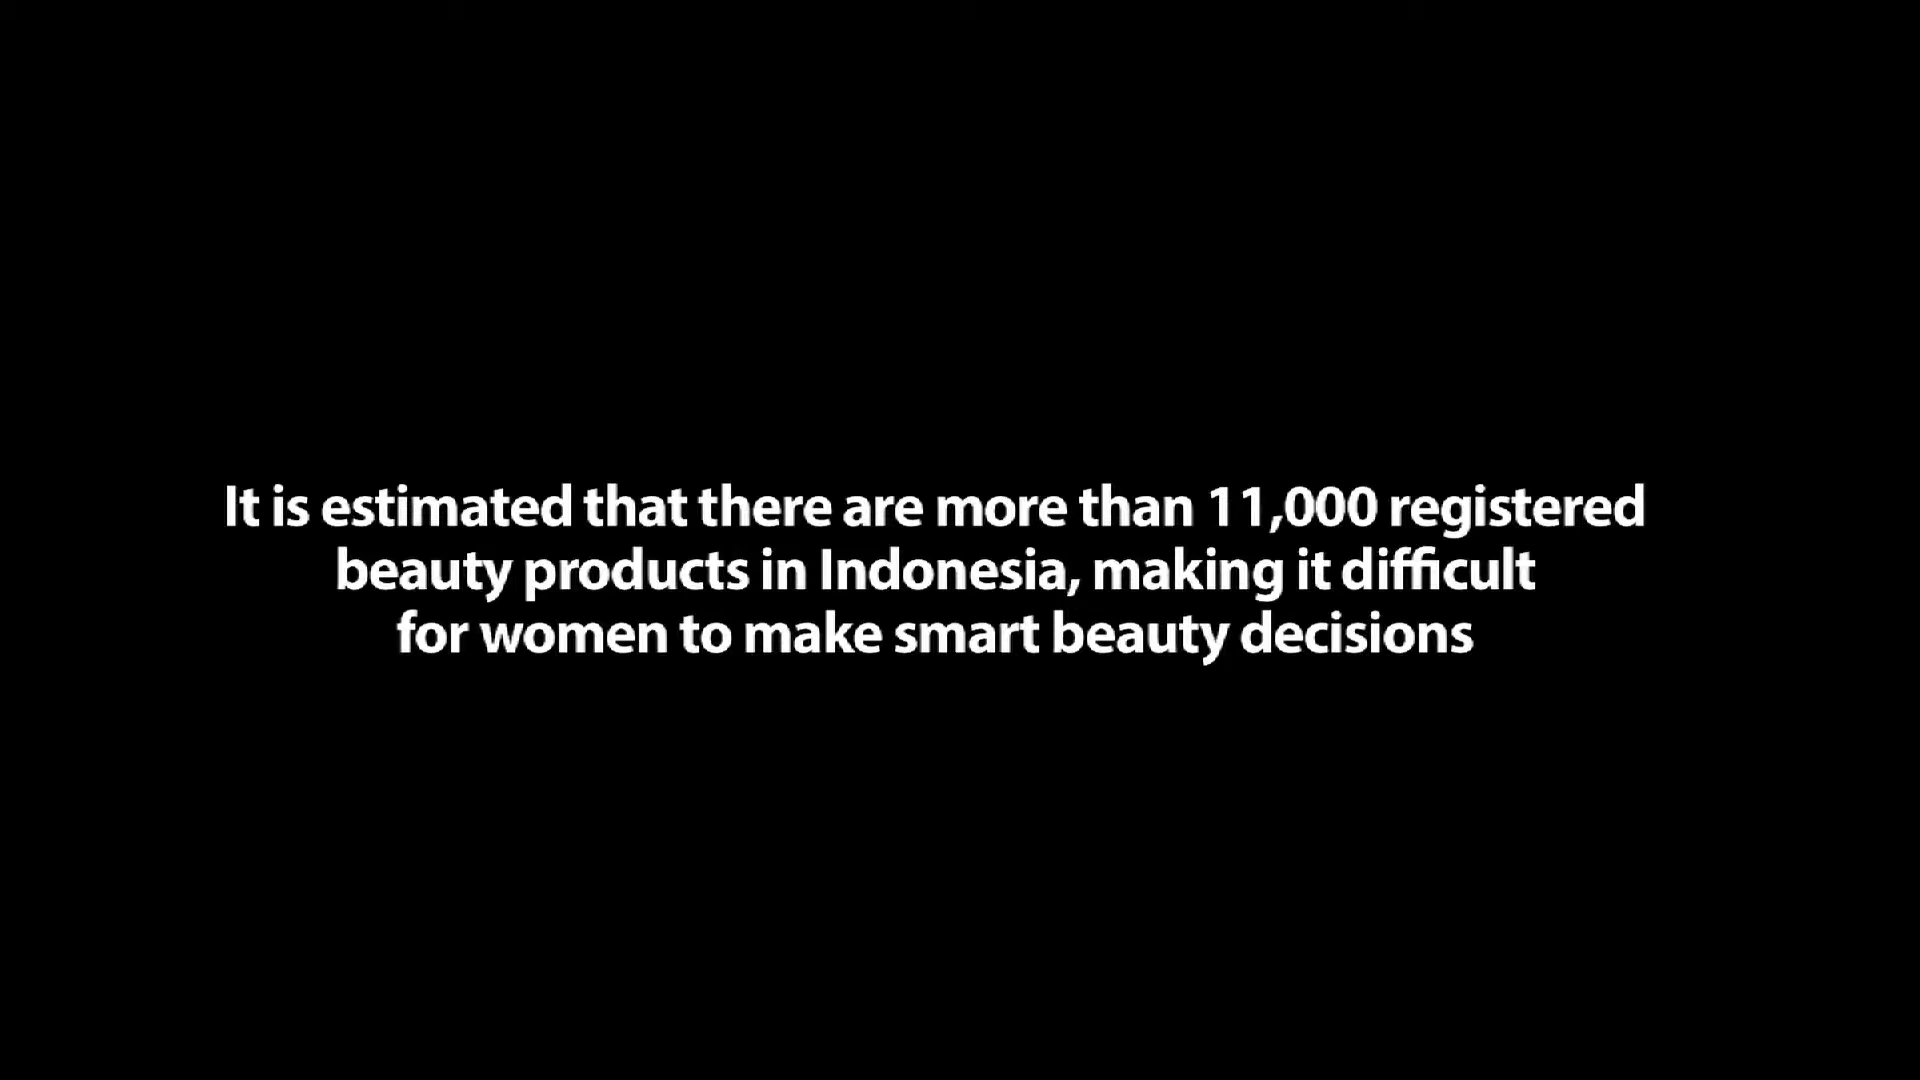 It is estimated that there are more than 11,000 registered
beauty products in Indonesia, making it difficult
for women to make smart beauty decisions